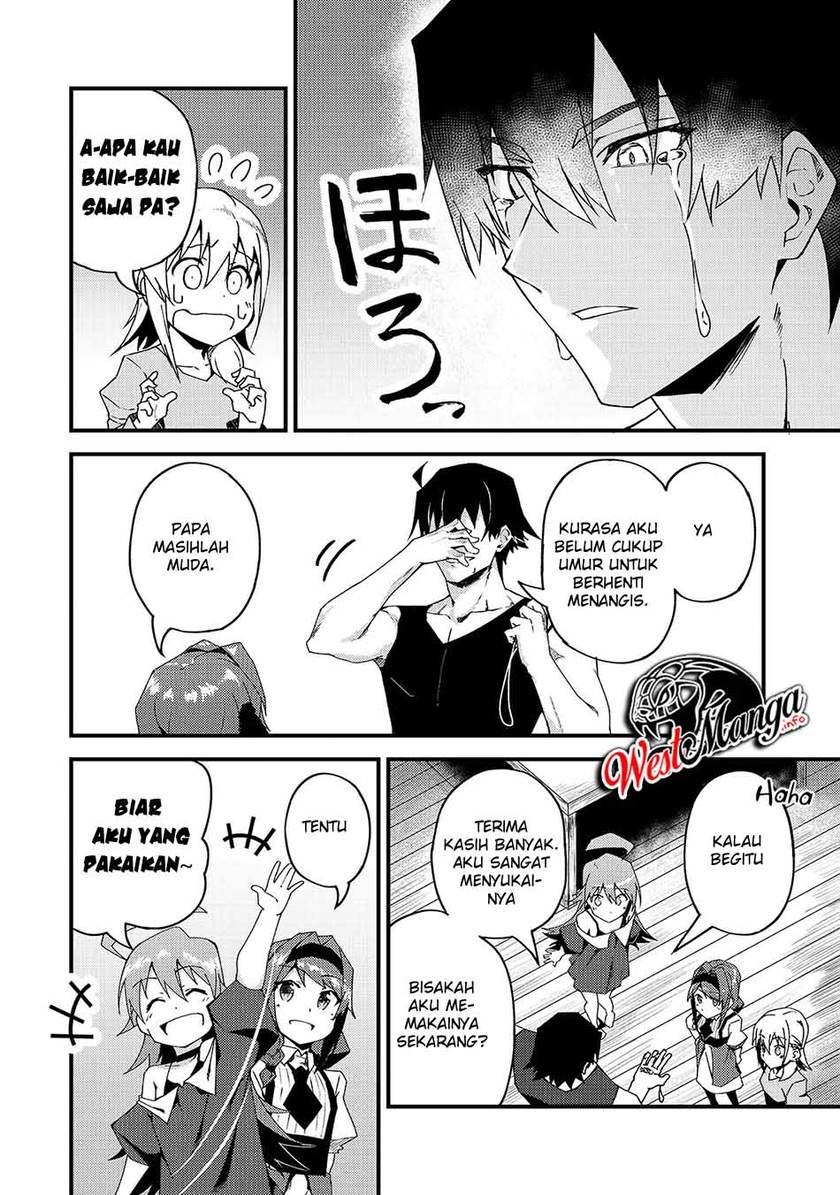 ほろっ
A-APA KAU
BAIK-BAIK
SAJA PA?
YA
KURASA AKU
BELUM CUKUP
UMUR UNTUK
BERHENTI
MENANGIS.
PAPA
MASIHLAH
MUDA.
WestManga
.info
Haha
KALAU
BEGITU
TERIMA
KASIH BANYAK.
AKU SANGAT
MENYUKAI-
NYA
BISAKAH
AKU ME-
MAKAINYA
SEKARANG?
TENTU
BIAR
AKU YANG
PAKAIKAN~